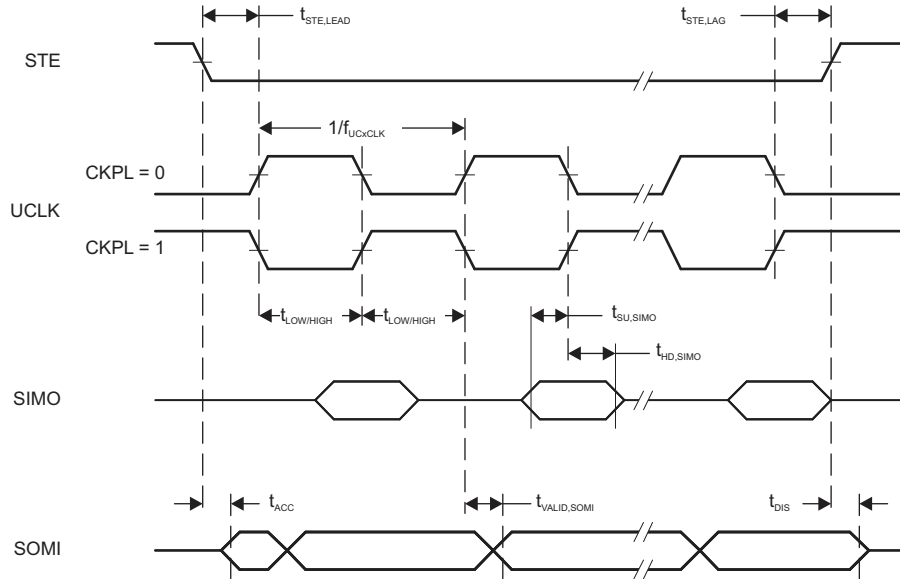 tSTE,LEAD
tSTE,LAG
STE
1/fUCxCLK
CKPL = 0
UCLK
CKPL = 1
tLOW/HIGH
tLOW/HIGH
tSU,SIMO
tHD,SIMO
SIMO
tACC
tVALID,SOMI
tDIS
SOMI